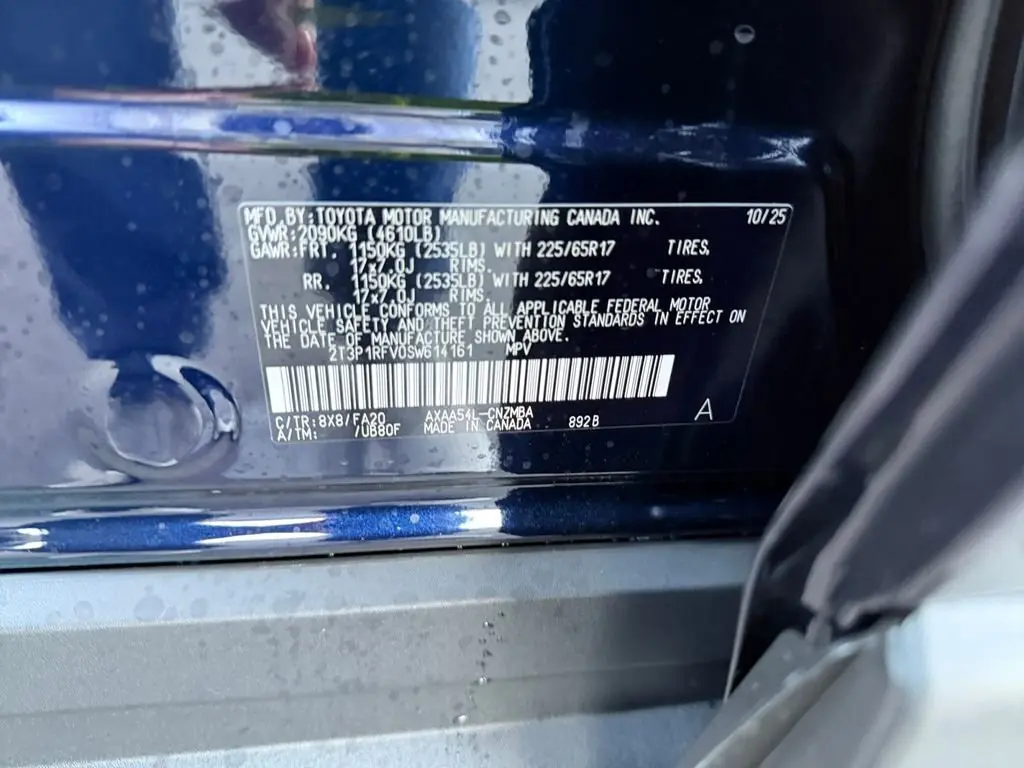 MFD. BY: TOYOTA MOTOR MANUFACTURING CANADA INC. 10/25
GVWR: 2090KG (4610LB)
GAWR: FRT. 1150KG (2535LB) WITH 225/65R17 TIRES.
17x7.0J RIMS.
RR. 1150KG (2535LB) WITH 225/65R17 TIRES.
17x7.0J RIMS.
THIS VEHICLE CONFORMS TO ALL APPLICABLE FEDERAL MOTOR
VEHICLE SAFETY AND THEFT PREVENTION STANDARDS IN EFFECT ON
THE DATE OF MANUFACTURE SHOWN ABOVE.
2T3P1RFV0SW614161 MPV
C/TR: 8X8/FA20 AXAA54L-CNZMBA
A/TM: /UB80F MADE IN CANADA 892B A